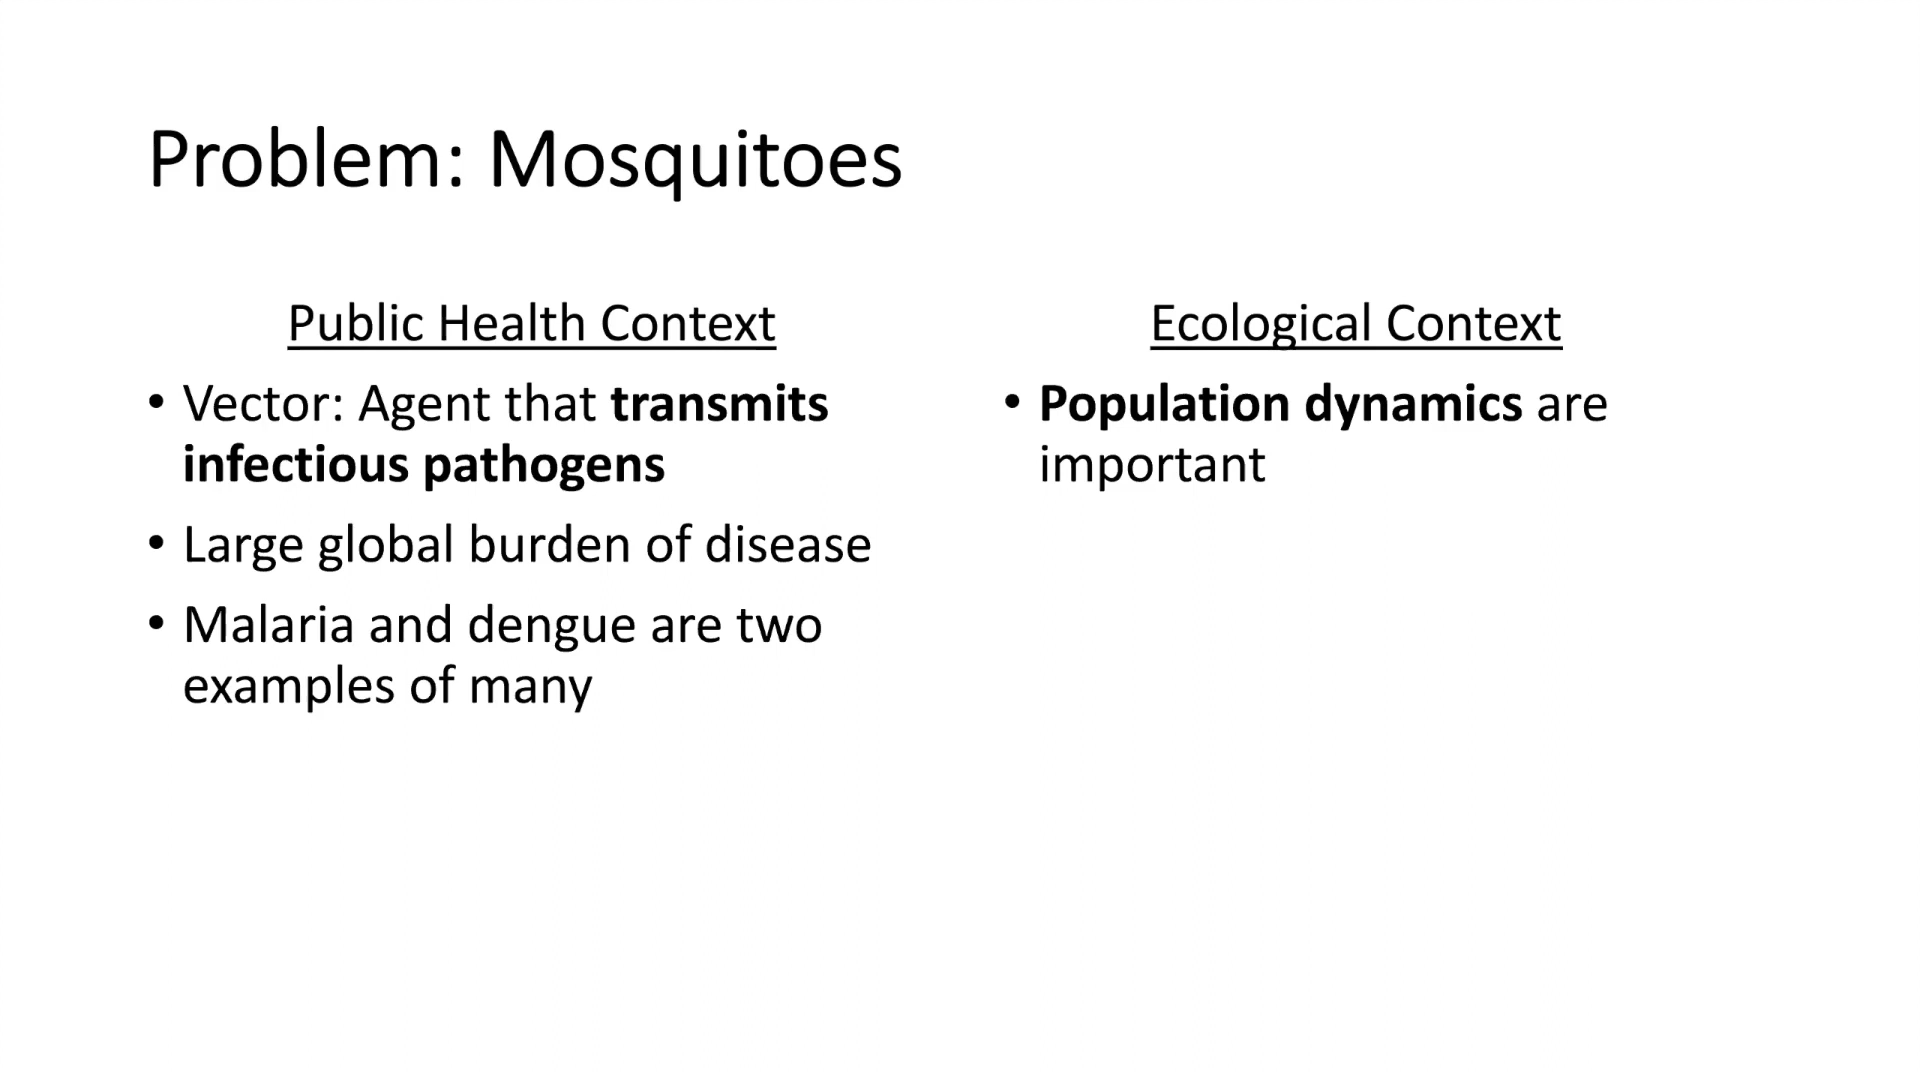 Problem: Mosquitoes
Public Health Context
• Vector: Agent that transmits
infectious pathogens
• Large global burden of disease
• Malaria and dengue are two
examples of many
Ecological Context
• Population dynamics are
important